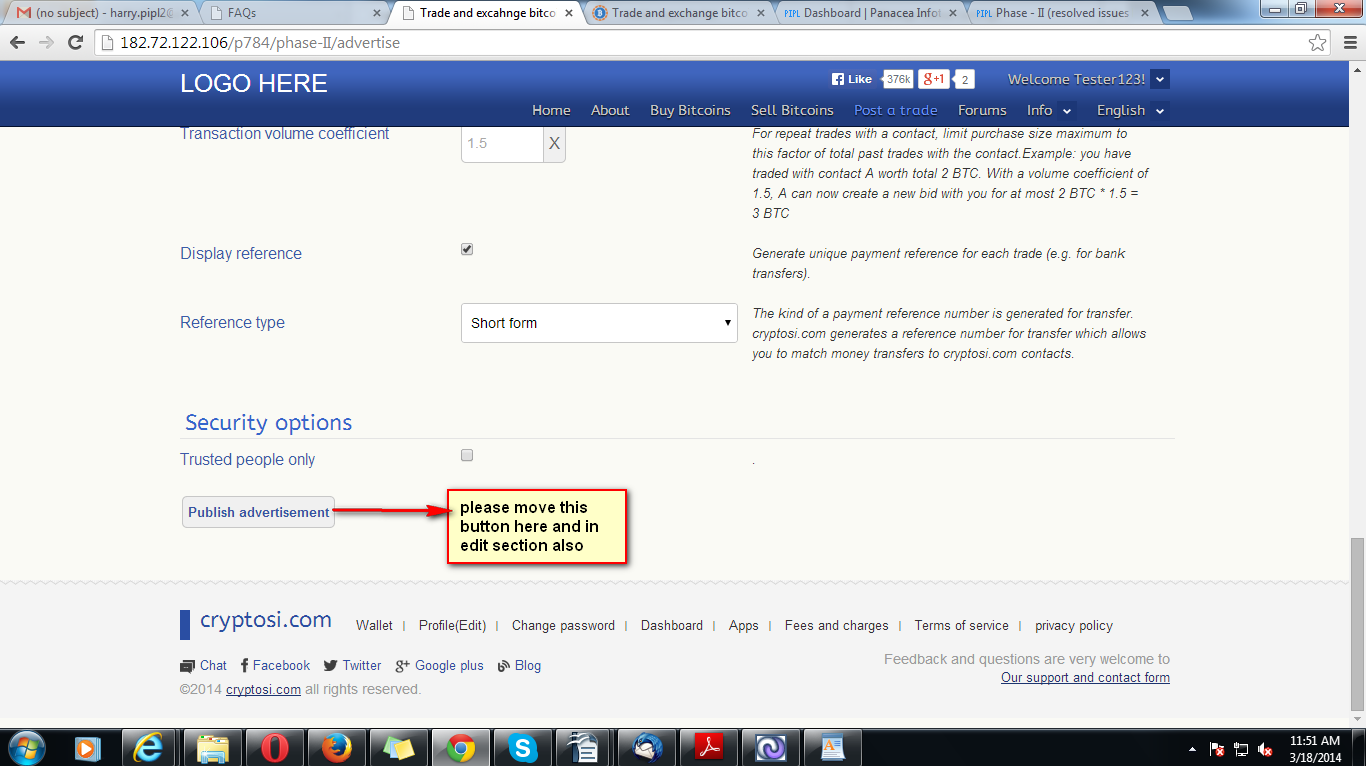 (no subject) - harry.pipl2@
FAQs
Trade and excahnge bitco
Trade and exchange bitco
PIPL Dashboard | Panacea Infot
PIPL Phase - II (resolved issues
182.72.122.106/p784/phase-II/advertise
LOGO HERE
Like
376k
+1
2
Welcome Tester123!
Home
About
Buy Bitcoins
Sell Bitcoins
Post a trade
Forums
Info
English
Transaction volume coefficient
1.5
X
For repeat trades with a contact, limit purchase size maximum to
this factor of total past trades with the contact.Example: you have
traded with contact A worth total 2 BTC. With a volume coefficient of
1.5, A can now create a new bid with you for at most 2 BTC * 1.5 =
3 BTC
Display reference
Generate unique payment reference for each trade (e.g. for bank
transfers).
Reference type
Short form
The kind of a payment reference number is generated for transfer.
cryptosi.com generates a reference number for transfer which allows
you to match money transfers to cryptosi.com contacts.
Security options
Trusted people only
.
Publish advertisement
please move this
button here and in
edit section also
cryptosi.com
Wallet | Profile(Edit) | Change password | Dashboard | Apps | Fees and charges | Terms of service | privacy policy
Chat
Facebook
Twitter
Google plus
Blog
©2014 cryptosi.com all rights reserved.
Feedback and questions are very welcome to
Our support and contact form
11:51 AM
3/18/2014